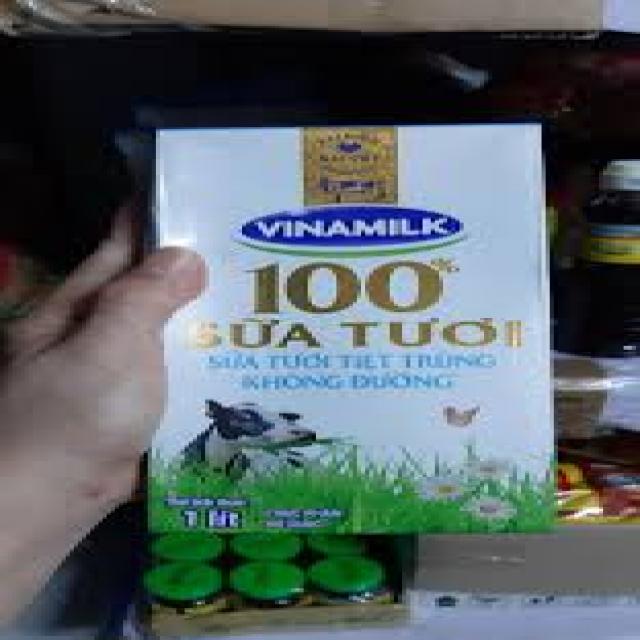 VINAMILK
100%
SỮA TƯƠI
SỮA TƯƠI TIỆT TRÙNG
KHÔNG ĐƯỜNG
1 lít